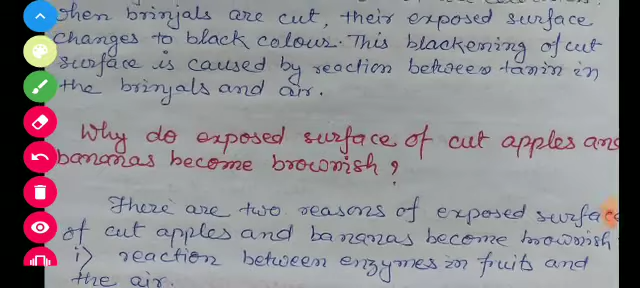 When brinjals are cut, their exposed surface
changes to black colour. This blackening of cut
surface is caused by reaction between tanin in
the brinjals and air.
Why do exposed surface of cut apples and
bananas become brownish?
There are two reasons of exposed surface
of cut apples and bananas become brownish
i) reaction between enzymes in fruits and
the air.